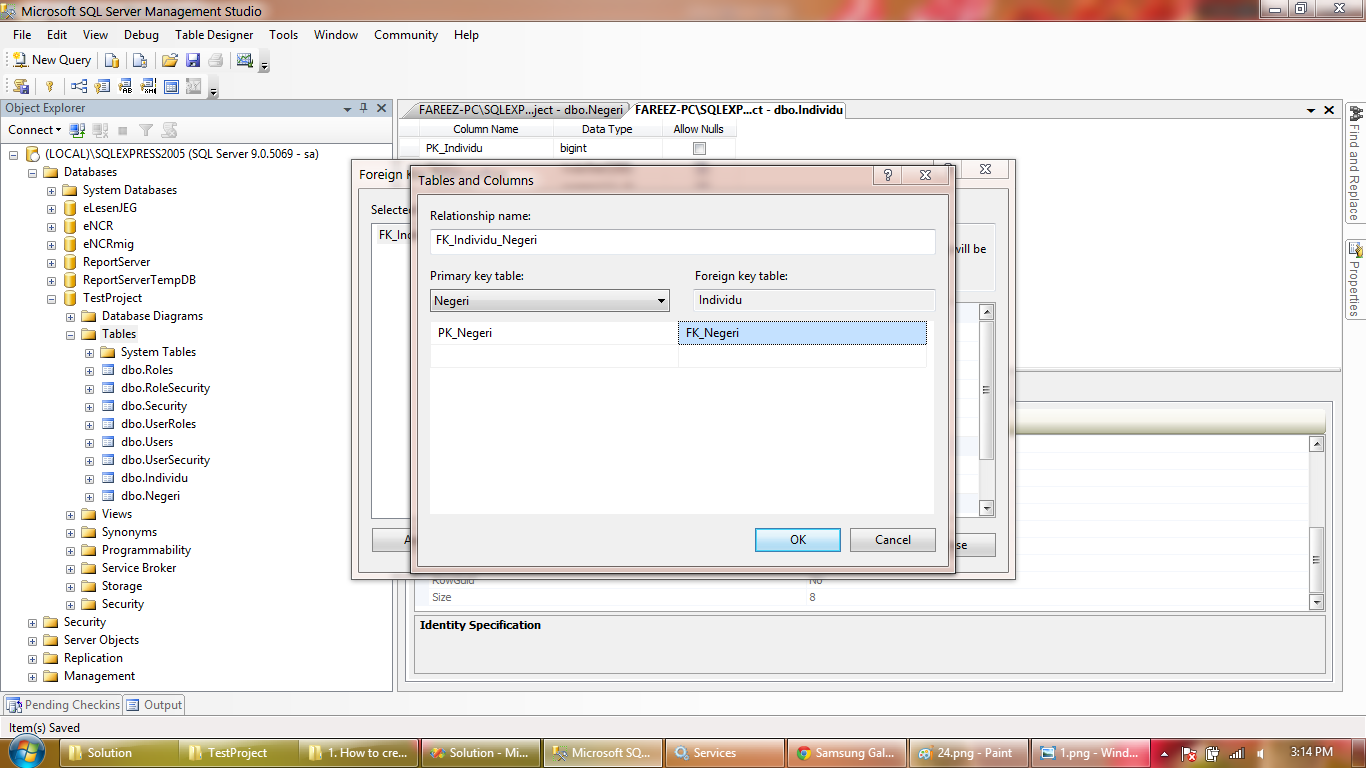 Microsoft SQL Server Management Studio
File Edit View Debug Table Designer Tools Window Community Help
New Query
Object Explorer
Connect
(LOCAL)\SQLEXPRESS2005 (SQL Server 9.0.5069 - sa)
Databases
System Databases
eLesenJEG
eNCR
eNCRmig
ReportServer
ReportServerTempDB
TestProject
Database Diagrams
Tables
System Tables
dbo.Roles
dbo.RoleSecurity
dbo.Security
dbo.UserRoles
dbo.Users
dbo.UserSecurity
dbo.Individu
dbo.Negeri
Views
Synonyms
Programmability
Service Broker
Storage
Security
Security
Server Objects
Replication
Management
FAREEZ-PC\SQLEXP...ject - dbo.Negeri
FAREEZ-PC\SQLEXP...ct - dbo.Individu
Column Name Data Type Allow Nulls
PK_Individu bigint
Foreign K
Selected
FK_Ind
will be
A
se
Tables and Columns
?
Relationship name:
FK_Individu_Negeri
Primary key table: Foreign key table:
Negeri Individu
PK_Negeri FK_Negeri
OK Cancel
RowGuid No
Size 8
Identity Specification
Find and Replace
Properties
Pending Checkins
Output
Item(s) Saved
Solution
TestProject
1. How to cre...
Solution - Mi...
Microsoft SQ...
Services
Samsung Gal...
24.png - Paint
1.png - Wind...
3:14 PM